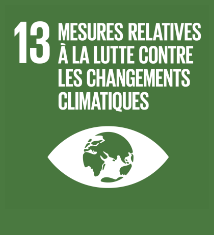 13 MESURES RELATIVES
À LA LUTTE CONTRE
LES CHANGEMENTS
CLIMATIQUES